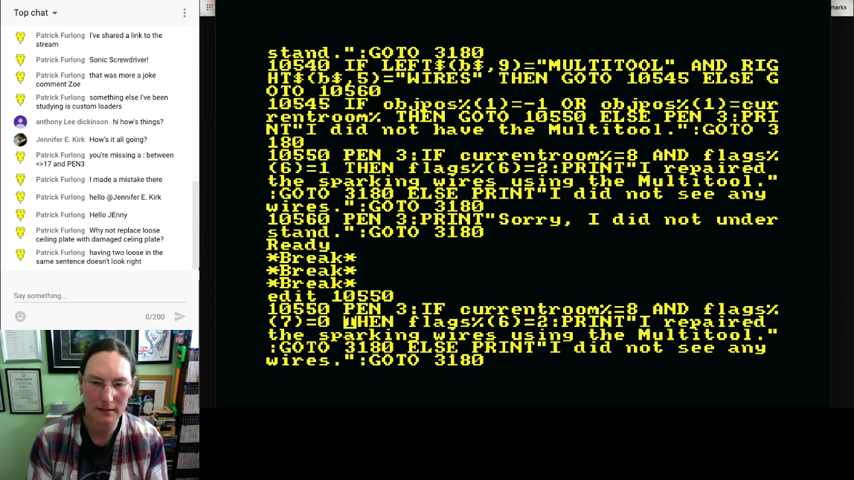 Top chat
Patrick Furlong I've shared a link to the
stream
Patrick Furlong Sonic Screwdriver!
Patrick Furlong that was more a joke
comment Zoe
Patrick Furlong something else I've been
studying is custom loaders
anthony Lee dickinson hi how's things?
Jennifer E. Kirk How's it all going?
Patrick Furlong you're missing a : between
<>17 and PEN3
Patrick Furlong I made a mistake there
Patrick Furlong hello @Jennifer E. Kirk
Patrick Furlong Hello JEnny
Patrick Furlong Why not replace loose
ceiling plate with damaged celing plate?
Patrick Furlong having two loose in the
same sentence doesn't look right
Say something...
0/200
marks
stand.":GOTO 3180
10540 IF LEFT$(b$,9)="MULTITOOL" AND RIG
HT$(b$,5)="WIRES" THEN GOTO 10545 ELSE G
OTO 10560
10545 IF objpos%(1)=-1 OR objpos%(1)=cur
rentroom% THEN GOTO 10550 ELSE PEN 3:PRI
NT"I did not have the Multitool.":GOTO 3
180
10550 PEN 3:IF currentroom%=8 AND flags%
(6)=1 THEN flags%(6)=2:PRINT"I repaired
the sparking wires using the Multitool."
:GOTO 3180 ELSE PRINT"I did not see any
wires.":GOTO 3180
10560 PEN 3:PRINT"Sorry, I did not under
stand.":GOTO 3180
Ready
*Break*
*Break*
*Break*
edit 10550
10550 PEN 3:IF currentroom%=8 AND flags%
(7)=0 THEN flags%(6)=2:PRINT"I repaired
the sparking wires using the Multitool."
:GOTO 3180 ELSE PRINT"I did not see any
wires.":GOTO 3180